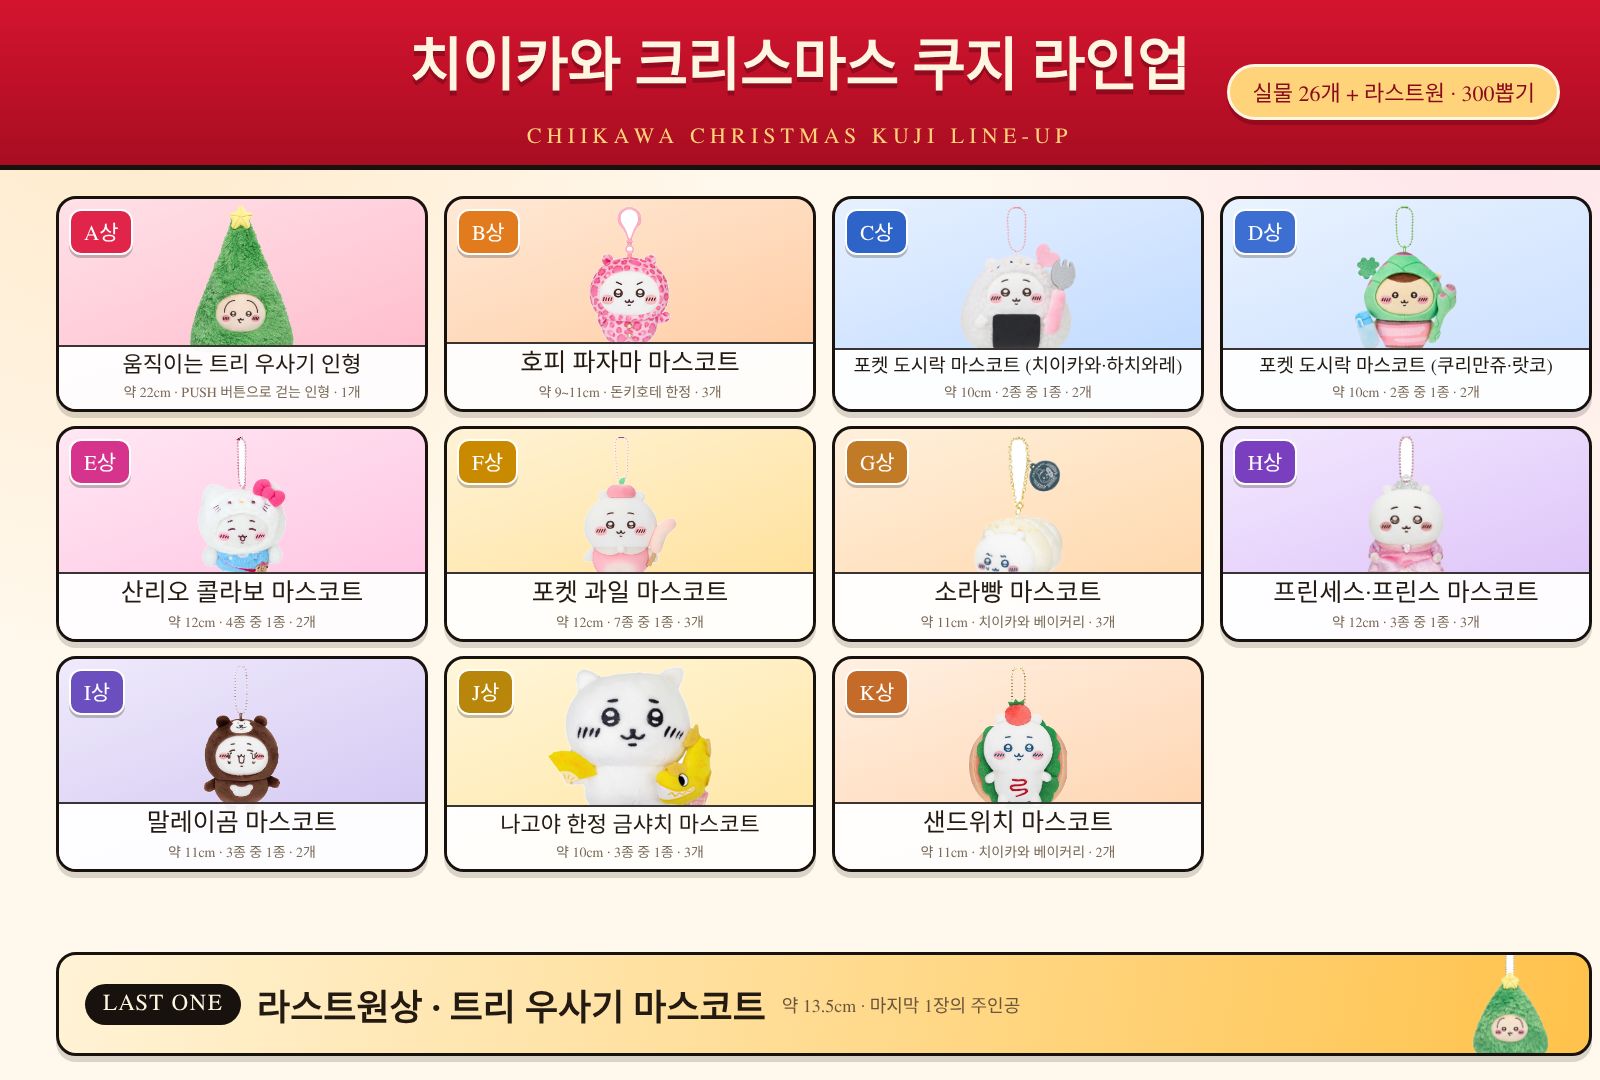 치이카와 크리스마스 쿠지 라인업
실물 26개 + 라스트원 · 300뽑기
CHIIKAWA CHRISTMAS KUJI LINE-UP
A상
움직이는 트리 우사기 인형
약 22cm · PUSH 버튼으로 걷는 인형 · 1개
B상
호피 파자마 마스코트
약 9~11cm · 돈키호테 한정 · 3개
C상
포켓 도시락 마스코트 (치이카와·하치와레)
약 10cm · 2종 중 1종 · 2개
D상
포켓 도시락 마스코트 (쿠리만쥬·랏코)
약 10cm · 2종 중 1종 · 2개
E상
산리오 콜라보 마스코트
약 12cm · 4종 중 1종 · 2개
F상
포켓 과일 마스코트
약 12cm · 7종 중 1종 · 3개
G상
소라빵 마스코트
약 11cm · 치이카와 베이커리 · 3개
H상
프린세스·프린스 마스코트
약 12cm · 3종 중 1종 · 3개
I상
말레이곰 마스코트
약 11cm · 3종 중 1종 · 2개
J상
나고야 한정 금샤치 마스코트
약 10cm · 3종 중 1종 · 3개
K상
샌드위치 마스코트
약 11cm · 치이카와 베이커리 · 2개
LAST ONE
라스트원상 · 트리 우사기 마스코트
약 13.5cm · 마지막 1장의 주인공